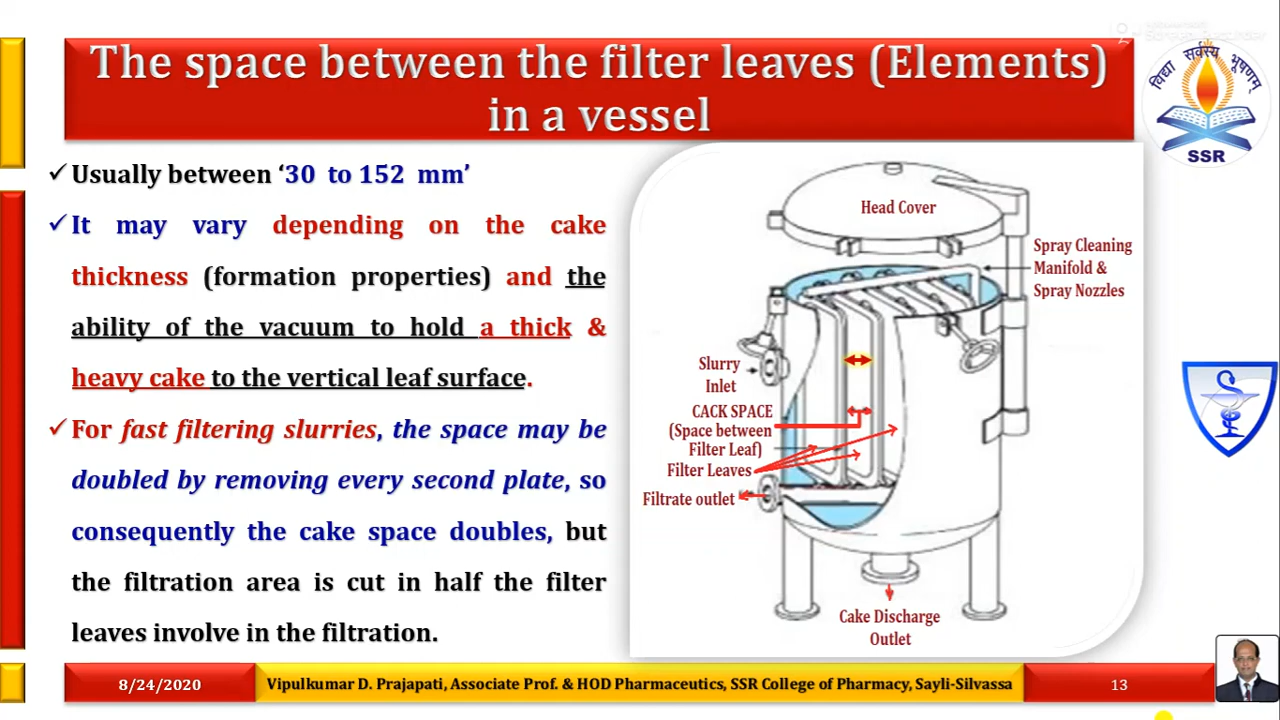 The space between the filter leaves (Elements)
in a vessel
विद्या सर्वस्य भूषणम्
SSR
✓Usually between ‘30 to 152 mm’
✓It may vary depending on the cake
thickness (formation properties) and the
ability of the vacuum to hold a thick &
heavy cake to the vertical leaf surface.
✓For fast filtering slurries, the space may be
doubled by removing every second plate, so
consequently the cake space doubles, but
the filtration area is cut in half the filter
leaves involve in the filtration.
Head Cover
Spray Cleaning
Manifold &
Spray Nozzles
Slurry
Inlet
CACK SPACE
(Space between
Filter Leaf)
Filter Leaves
Filtrate outlet
Cake Discharge
Outlet
8/24/2020
Vipulkumar D. Prajapati, Associate Prof. & HOD Pharmaceutics, SSR College of Pharmacy, Sayli-Silvassa
13